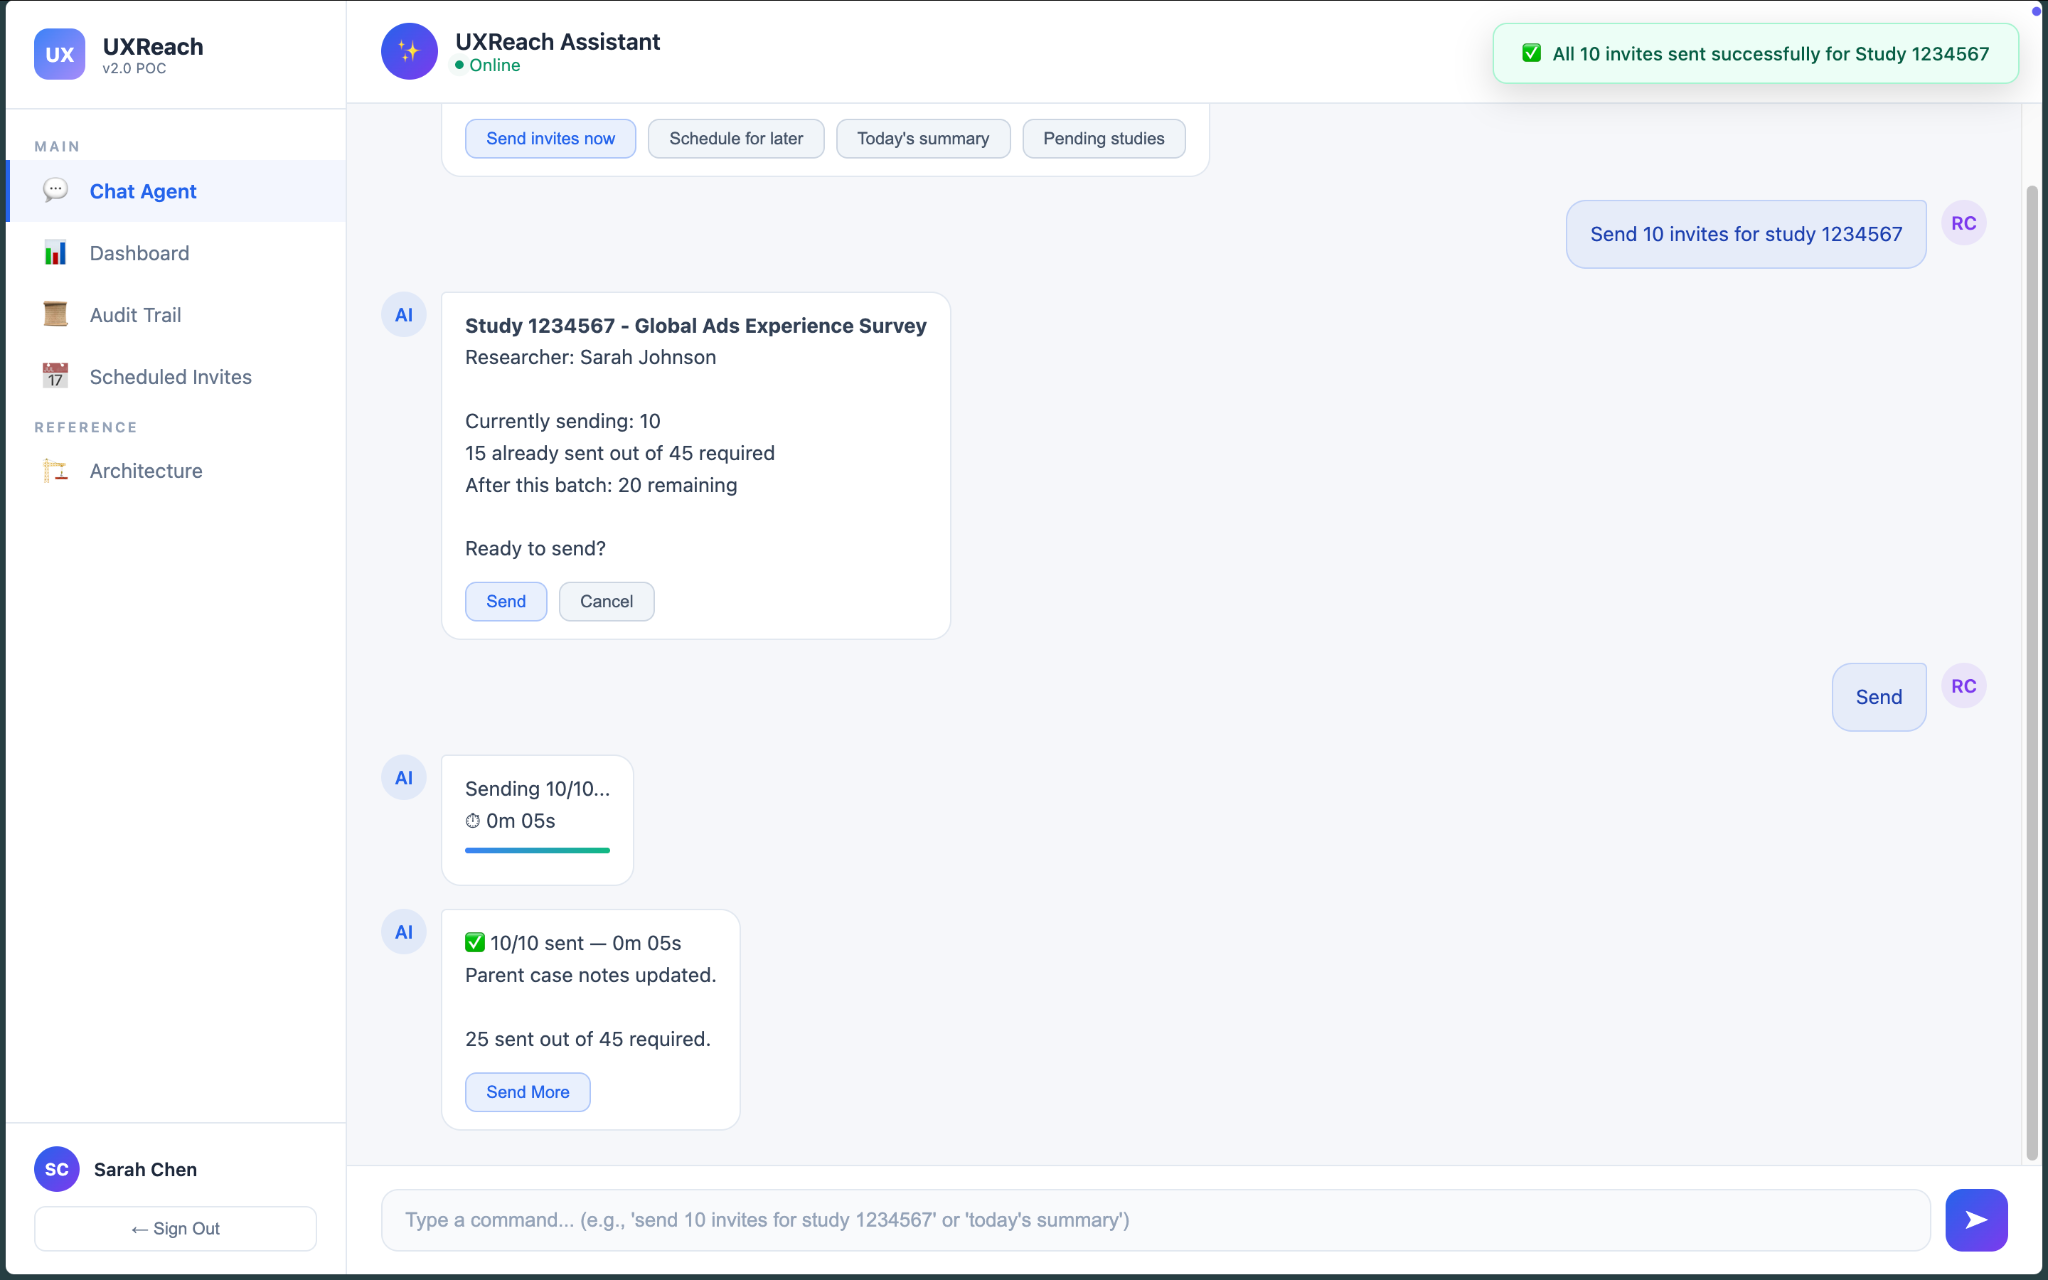 UX
UXReach
v2.0 POC
MAIN
Chat Agent
Dashboard
Audit Trail
17
Scheduled Invites
REFERENCE
Architecture
SC
Sarah Chen
← Sign Out
UXReach Assistant
Online
✅ All 10 invites sent successfully for Study 1234567
Send invites now
Schedule for later
Today's summary
Pending studies
Send 10 invites for study 1234567
RC
AI
Study 1234567 - Global Ads Experience Survey
Researcher: Sarah Johnson
Currently sending: 10
15 already sent out of 45 required
After this batch: 20 remaining
Ready to send?
Send
Cancel
Send
RC
AI
Sending 10/10...
⏱ 0m 05s
AI
✅ 10/10 sent — 0m 05s
Parent case notes updated.
25 sent out of 45 required.
Send More
Type a command... (e.g., 'send 10 invites for study 1234567' or 'today's summary')